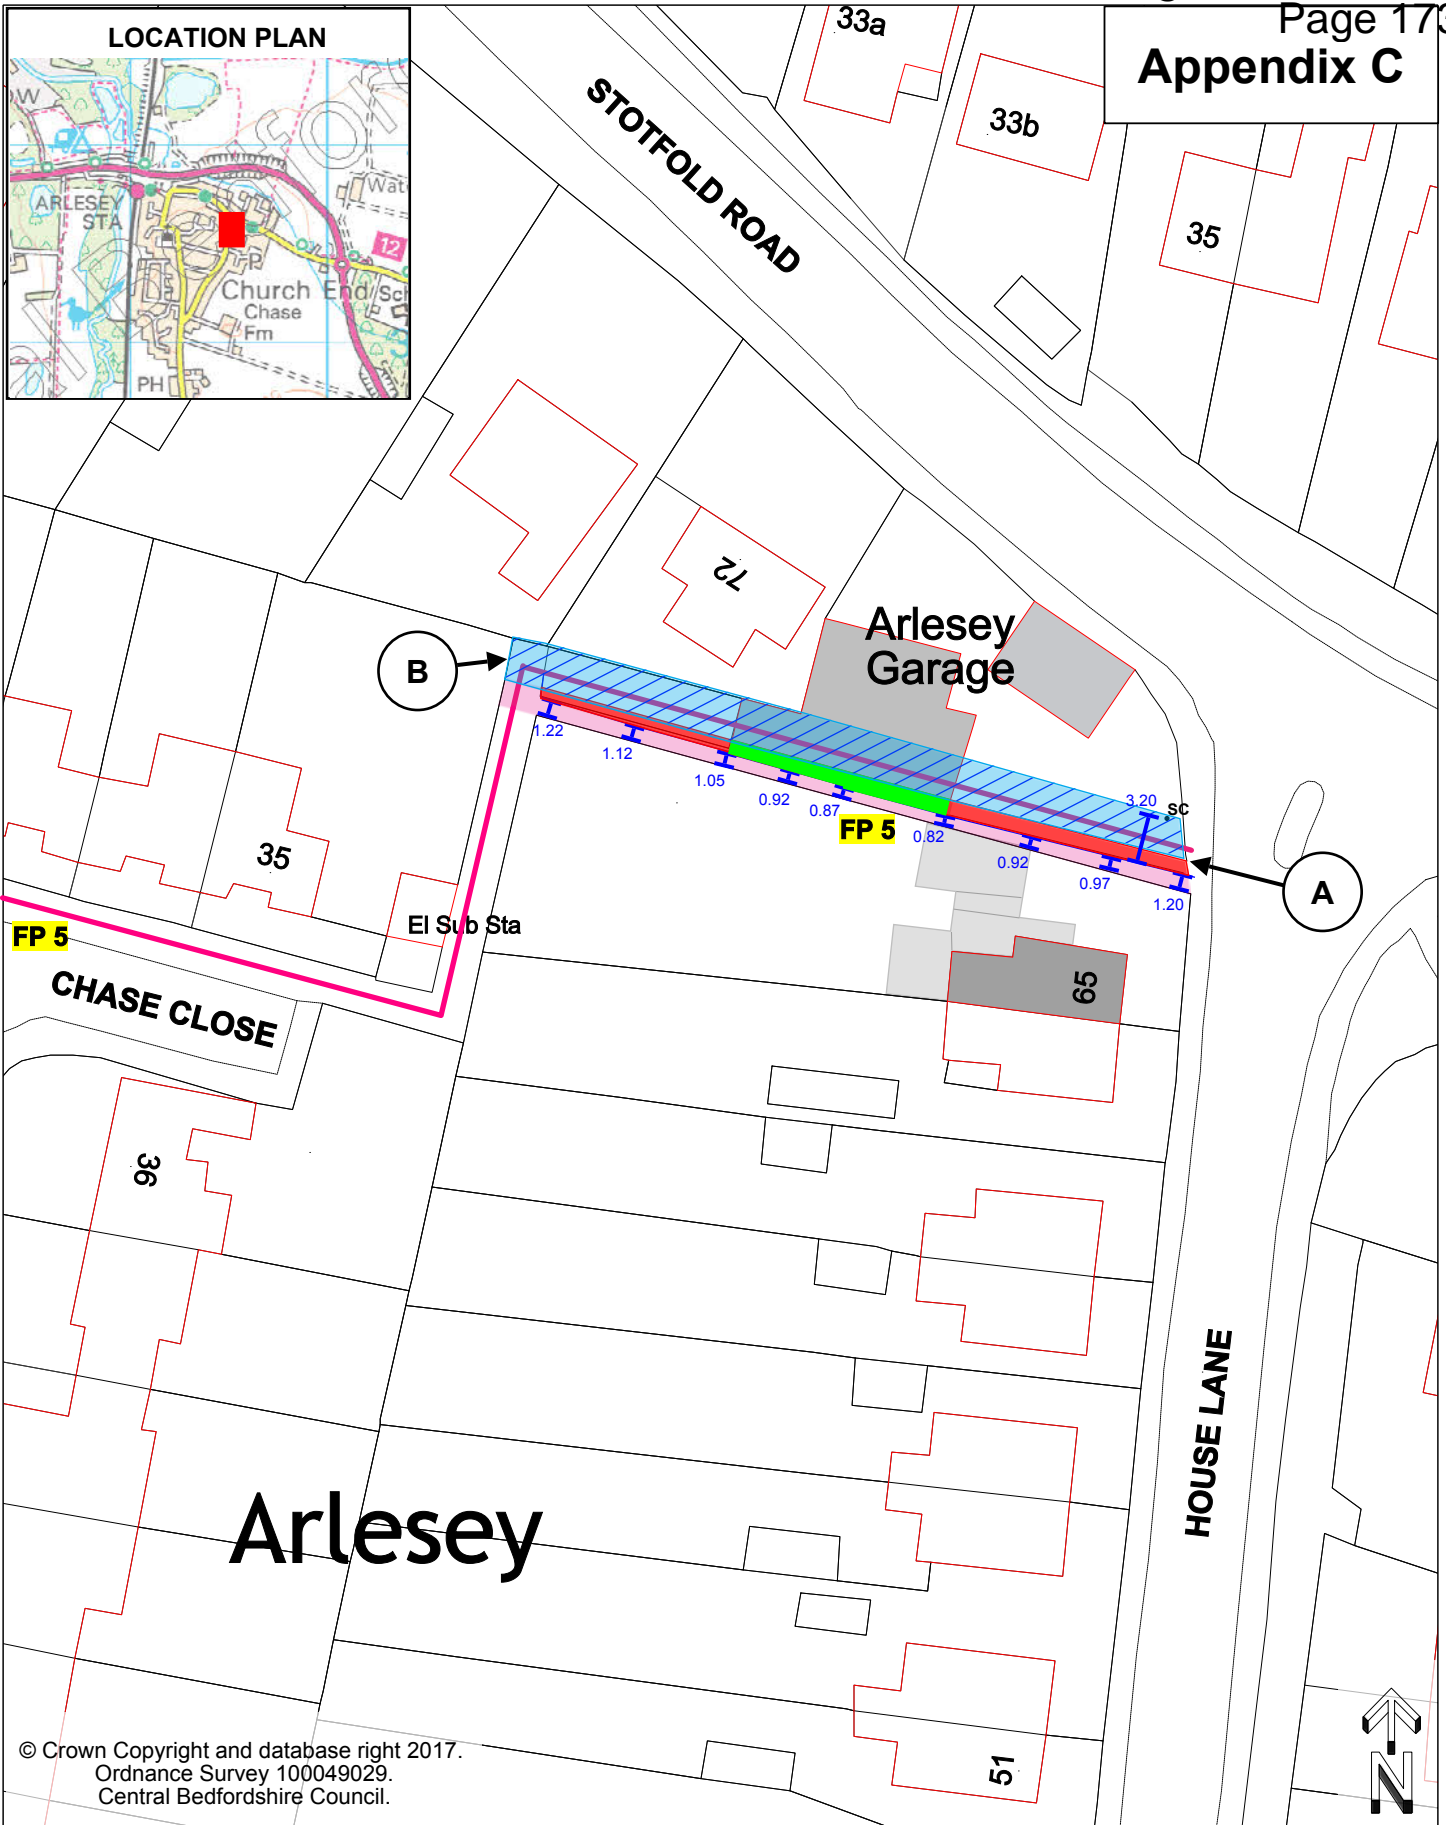 Page 173
Appendix C
LOCATION PLAN
ARLESEY
STA
12
P
Church End
Sch
Chase
Fm
PH
33a
33b
35
STOTFOLD ROAD
72
Arlesey
Garage
B
1.22
1.12
1.05
0.92
0.87
FP 5
0.82
0.92
0.97
1.20
3.20
SC
A
35
El Sub Sta
FP 5
CHASE CLOSE
65
36
HOUSE LANE
Arlesey
51
N
© Crown Copyright and database right 2017.
Ordnance Survey 100049029.
Central Bedfordshire Council.